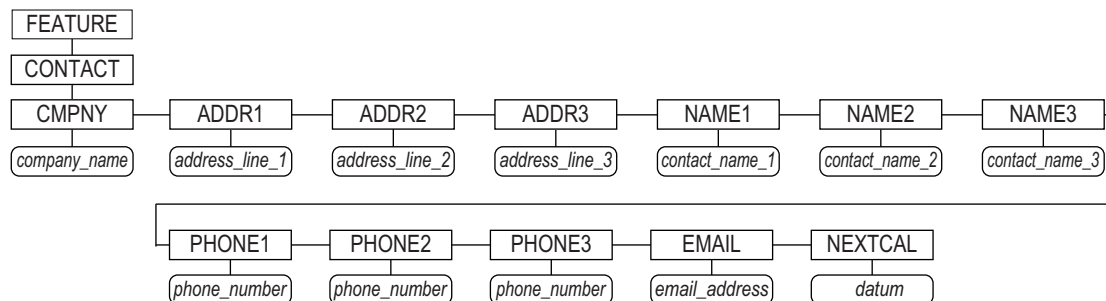 FEATURE
CONTACT
CMPNY ADDR1 ADDR2 ADDR3 NAME1 NAME2 NAME3
company_name address_line_1 address_line_2 address_line_3 contact_name_1 contact_name_2 contact_name_3
PHONE1 PHONE2 PHONE3 EMAIL NEXTCAL
phone_number phone_number phone_number email_address datum